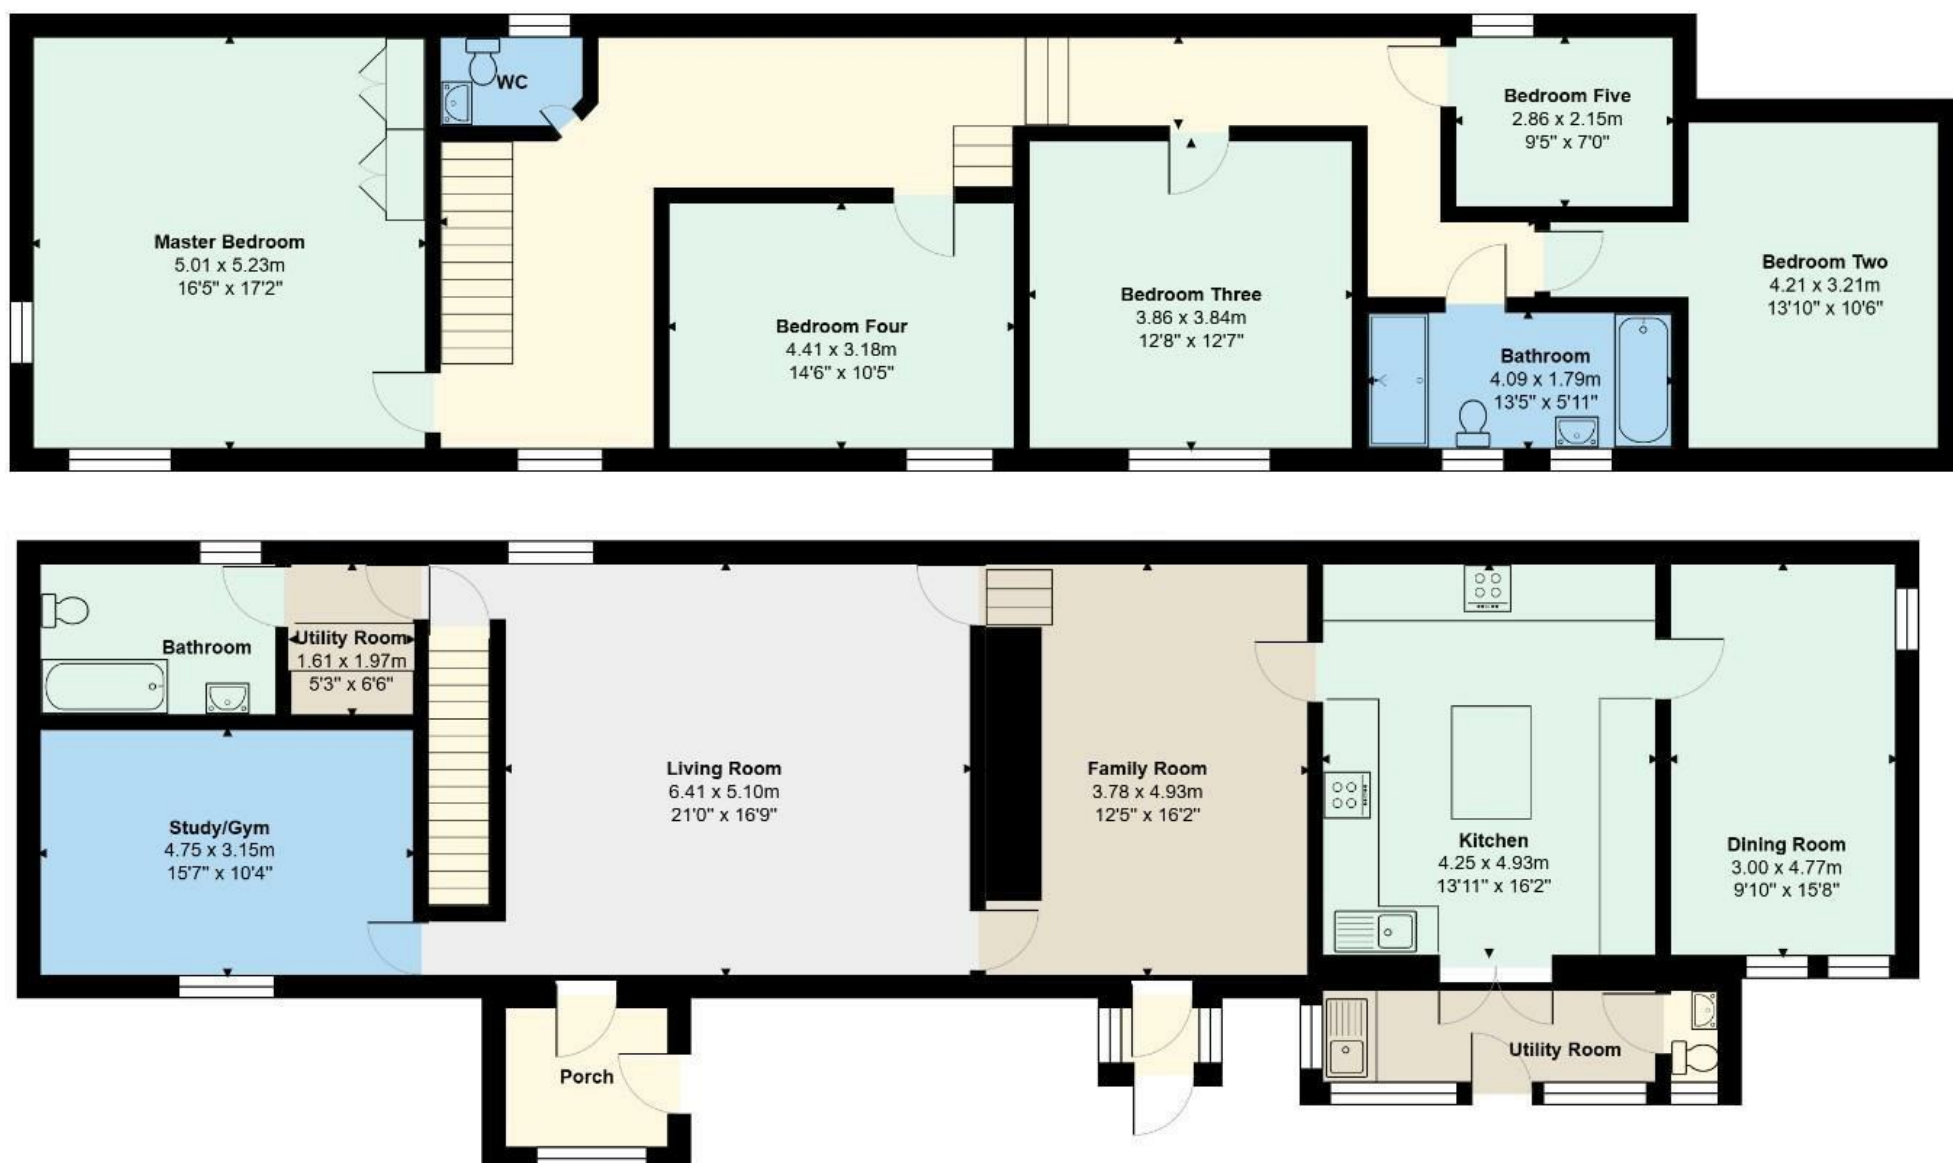 WC
Bedroom Five
2.86 x 2.15m
9'5" x 7'0"
Master Bedroom
5.01 x 5.23m
16'5" x 17'2"
Bedroom Two
4.21 x 3.21m
13'10" x 10'6"
Bedroom Three
3.86 x 3.84m
12'8" x 12'7"
Bedroom Four
4.41 x 3.18m
14'6" x 10'5"
Bathroom
4.09 x 1.79m
13'5" x 5'11"
Bathroom
Utility Room
1.61 x 1.97m
5'3" x 6'6"
Living Room
6.41 x 5.10m
21'0" x 16'9"
Family Room
3.78 x 4.93m
12'5" x 16'2"
Study/Gym
4.75 x 3.15m
15'7" x 10'4"
Kitchen
4.25 x 4.93m
13'11" x 16'2"
Dining Room
3.00 x 4.77m
9'10" x 15'8"
Utility Room
Porch